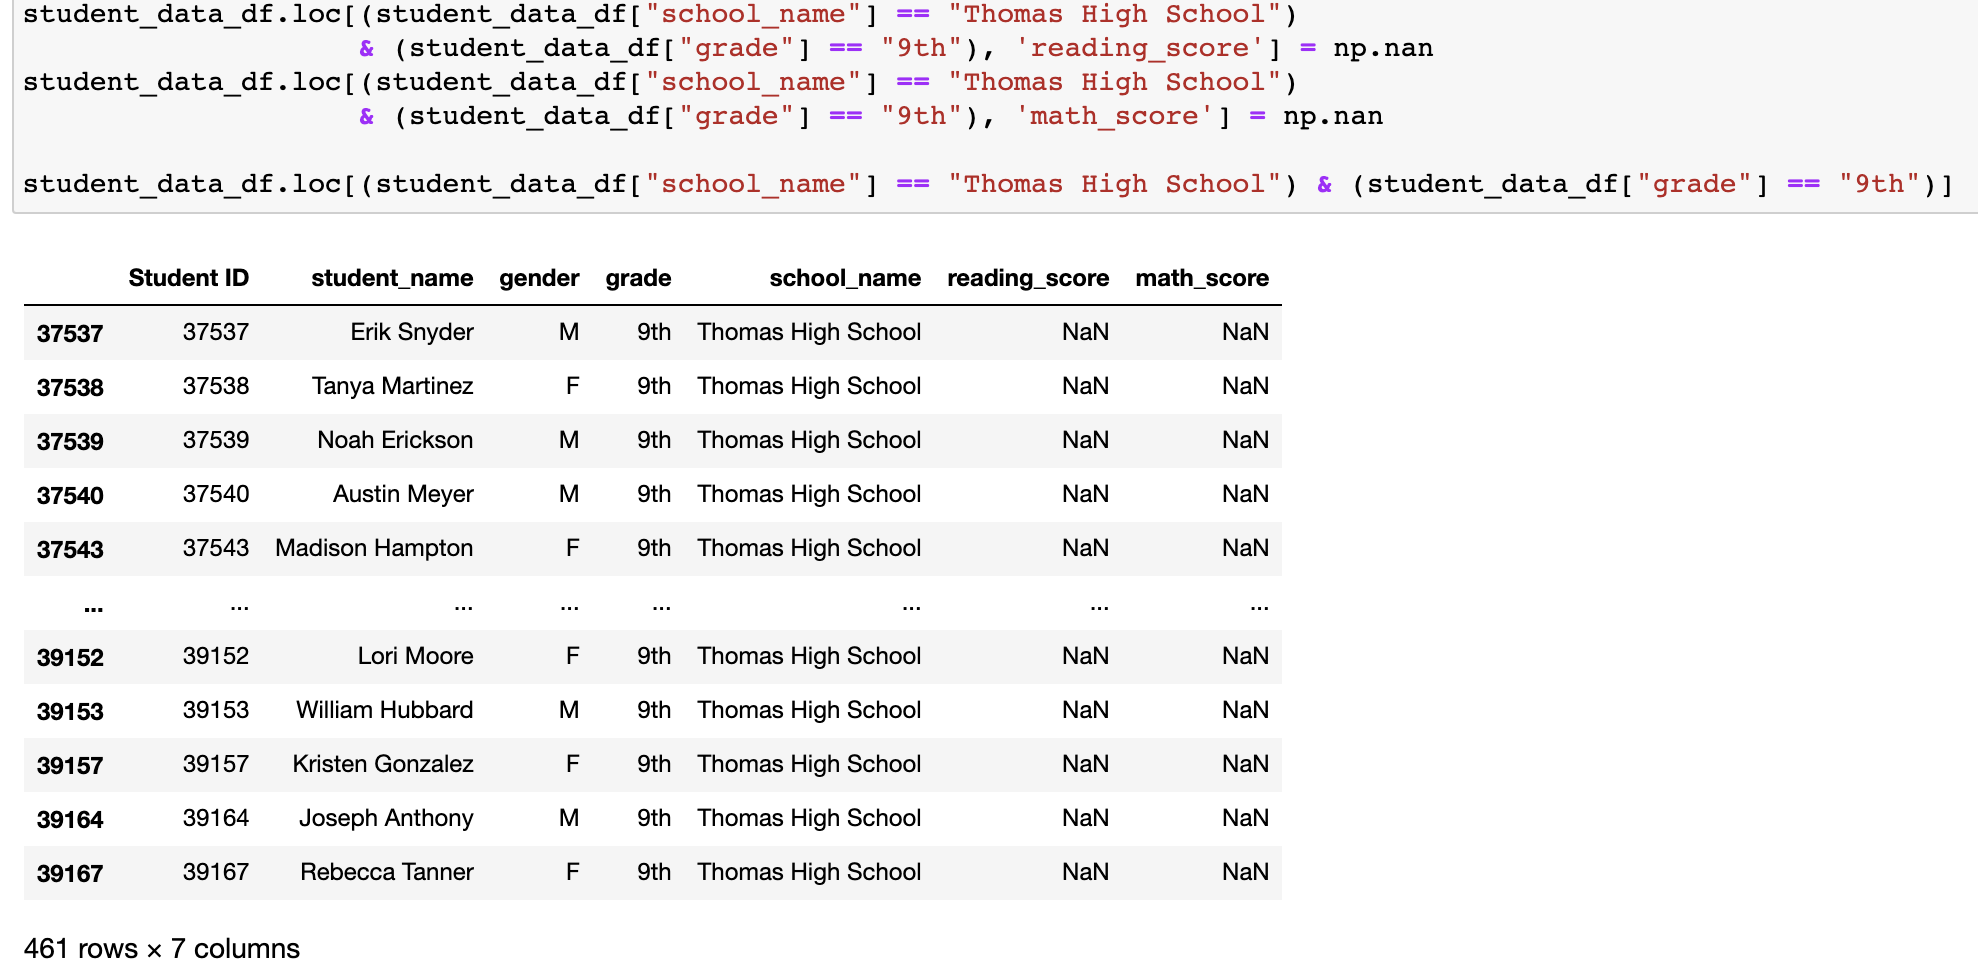 student_data_df.loc[(student_data_df["school_name"] == "Thomas High School")
& (student_data_df["grade"] == "9th"), 'reading_score'] = np.nan
student_data_df.loc[(student_data_df["school_name"] == "Thomas High School")
& (student_data_df["grade"] == "9th"), 'math_score'] = np.nan
student_data_df.loc[(student_data_df["school_name"] == "Thomas High School") & (student_data_df["grade"] == "9th")]
Student ID student_name gender grade school_name reading_score math_score
37537 37537 Erik Snyder M 9th Thomas High School NaN NaN
37538 37538 Tanya Martinez F 9th Thomas High School NaN NaN
37539 37539 Noah Erickson M 9th Thomas High School NaN NaN
37540 37540 Austin Meyer M 9th Thomas High School NaN NaN
37543 37543 Madison Hampton F 9th Thomas High School NaN NaN
... ... ... ... ... ... ... ...
39152 39152 Lori Moore F 9th Thomas High School NaN NaN
39153 39153 William Hubbard M 9th Thomas High School NaN NaN
39157 39157 Kristen Gonzalez F 9th Thomas High School NaN NaN
39164 39164 Joseph Anthony M 9th Thomas High School NaN NaN
39167 39167 Rebecca Tanner F 9th Thomas High School NaN NaN
461 rows × 7 columns